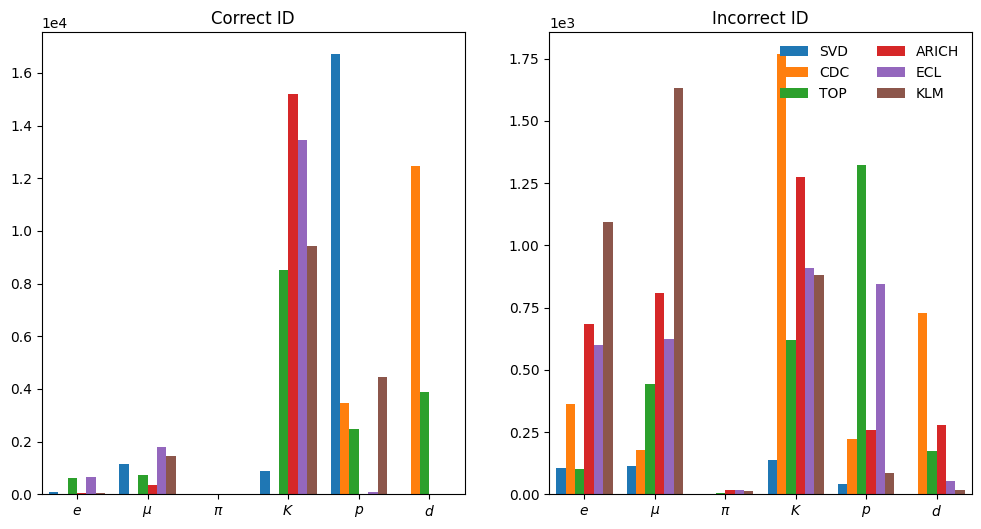 Correct ID
1e4
1.6
1.4
1.2
1.0
0.8
0.6
0.4
0.2
0.0
e μ π K p d
Incorrect ID
1e3
1.75
1.50
1.25
1.00
0.75
0.50
0.25
0.00
e μ π K p d
SVD ARICH
CDC ECL
TOP KLM